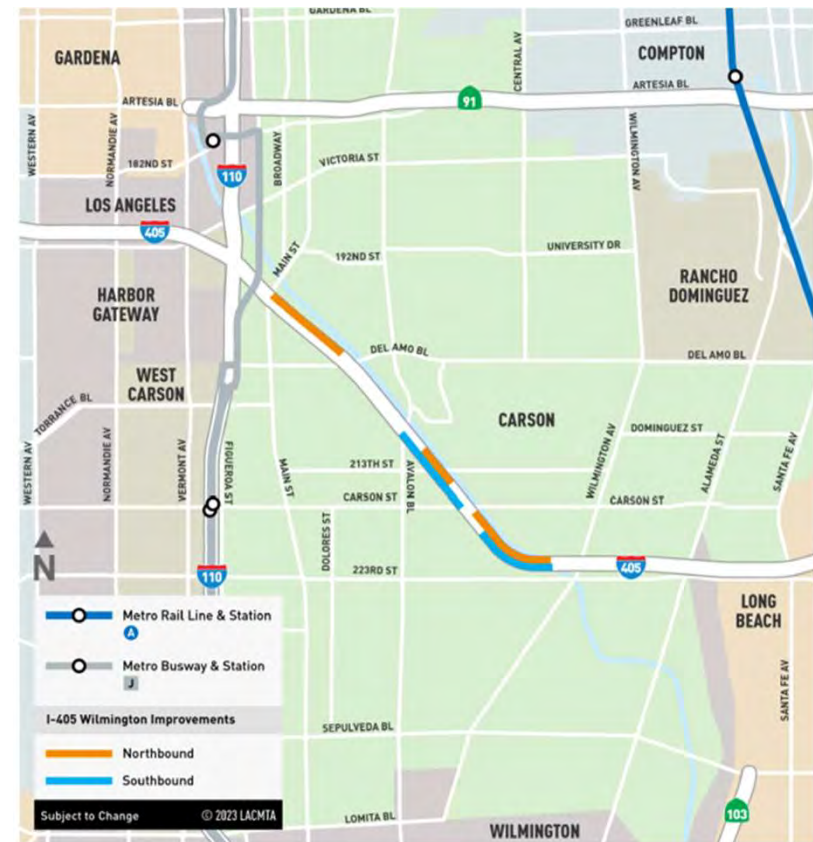 GARDENA BL
GREENLEAF BL
GARDENA
COMPTON
CENTRAL AV
ARTESIA BL
ARTESIA BL
91
WESTERN AV
NORMANDIE AV
BROADWAY
WILMINGTON AV
182ND ST
VICTORIA ST
110
LOS ANGELES
405
MAIN ST
192ND ST
UNIVERSITY DR
RANCHO
DOMINGUEZ
HARBOR
GATEWAY
DEL AMO BL
DEL AMO BL
WEST
CARSON
TORRANCE BL
CARSON
DOMINGUEZ ST
WILMINGTON AV
ALAMEDA ST
SANTA FE AV
WESTERN AV
NORMANDIE AV
VERMONT AV
FIGUEROA ST
MAIN ST
213TH ST
AVALON BL
CARSON ST
CARSON ST
DOLORES ST
N
110
223RD ST
405
LONG
BEACH
SANTA FE AV
Metro Rail Line & Station
A
Metro Busway & Station
J
I-405 Wilmington Improvements
Northbound
Southbound
SEPULVEDA BL
Subject to Change © 2023 LACMTA
LOMITA BL
WILMINGTON
103